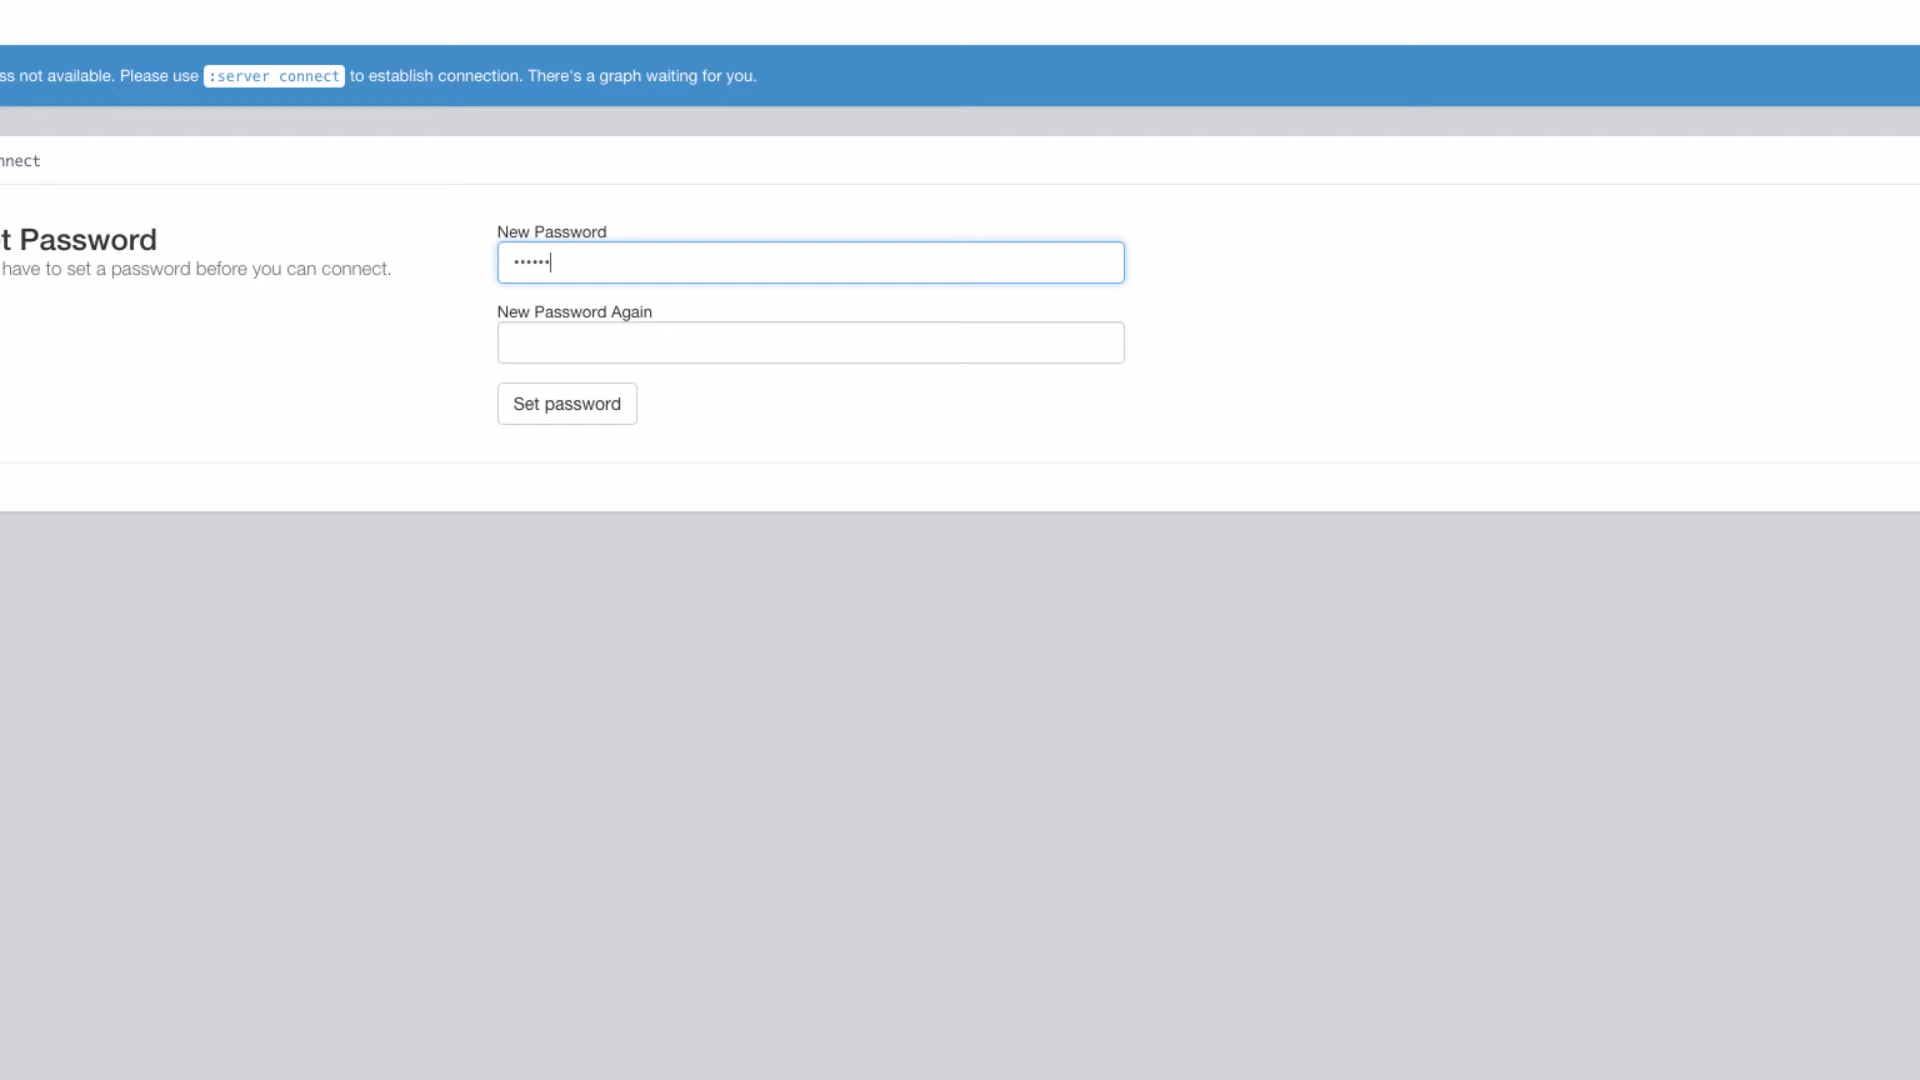 ss not available. Please use :server connect to establish connection. There's a graph waiting for you.
nnect
t Password
have to set a password before you can connect.
New Password
••••••
New Password Again
Set password